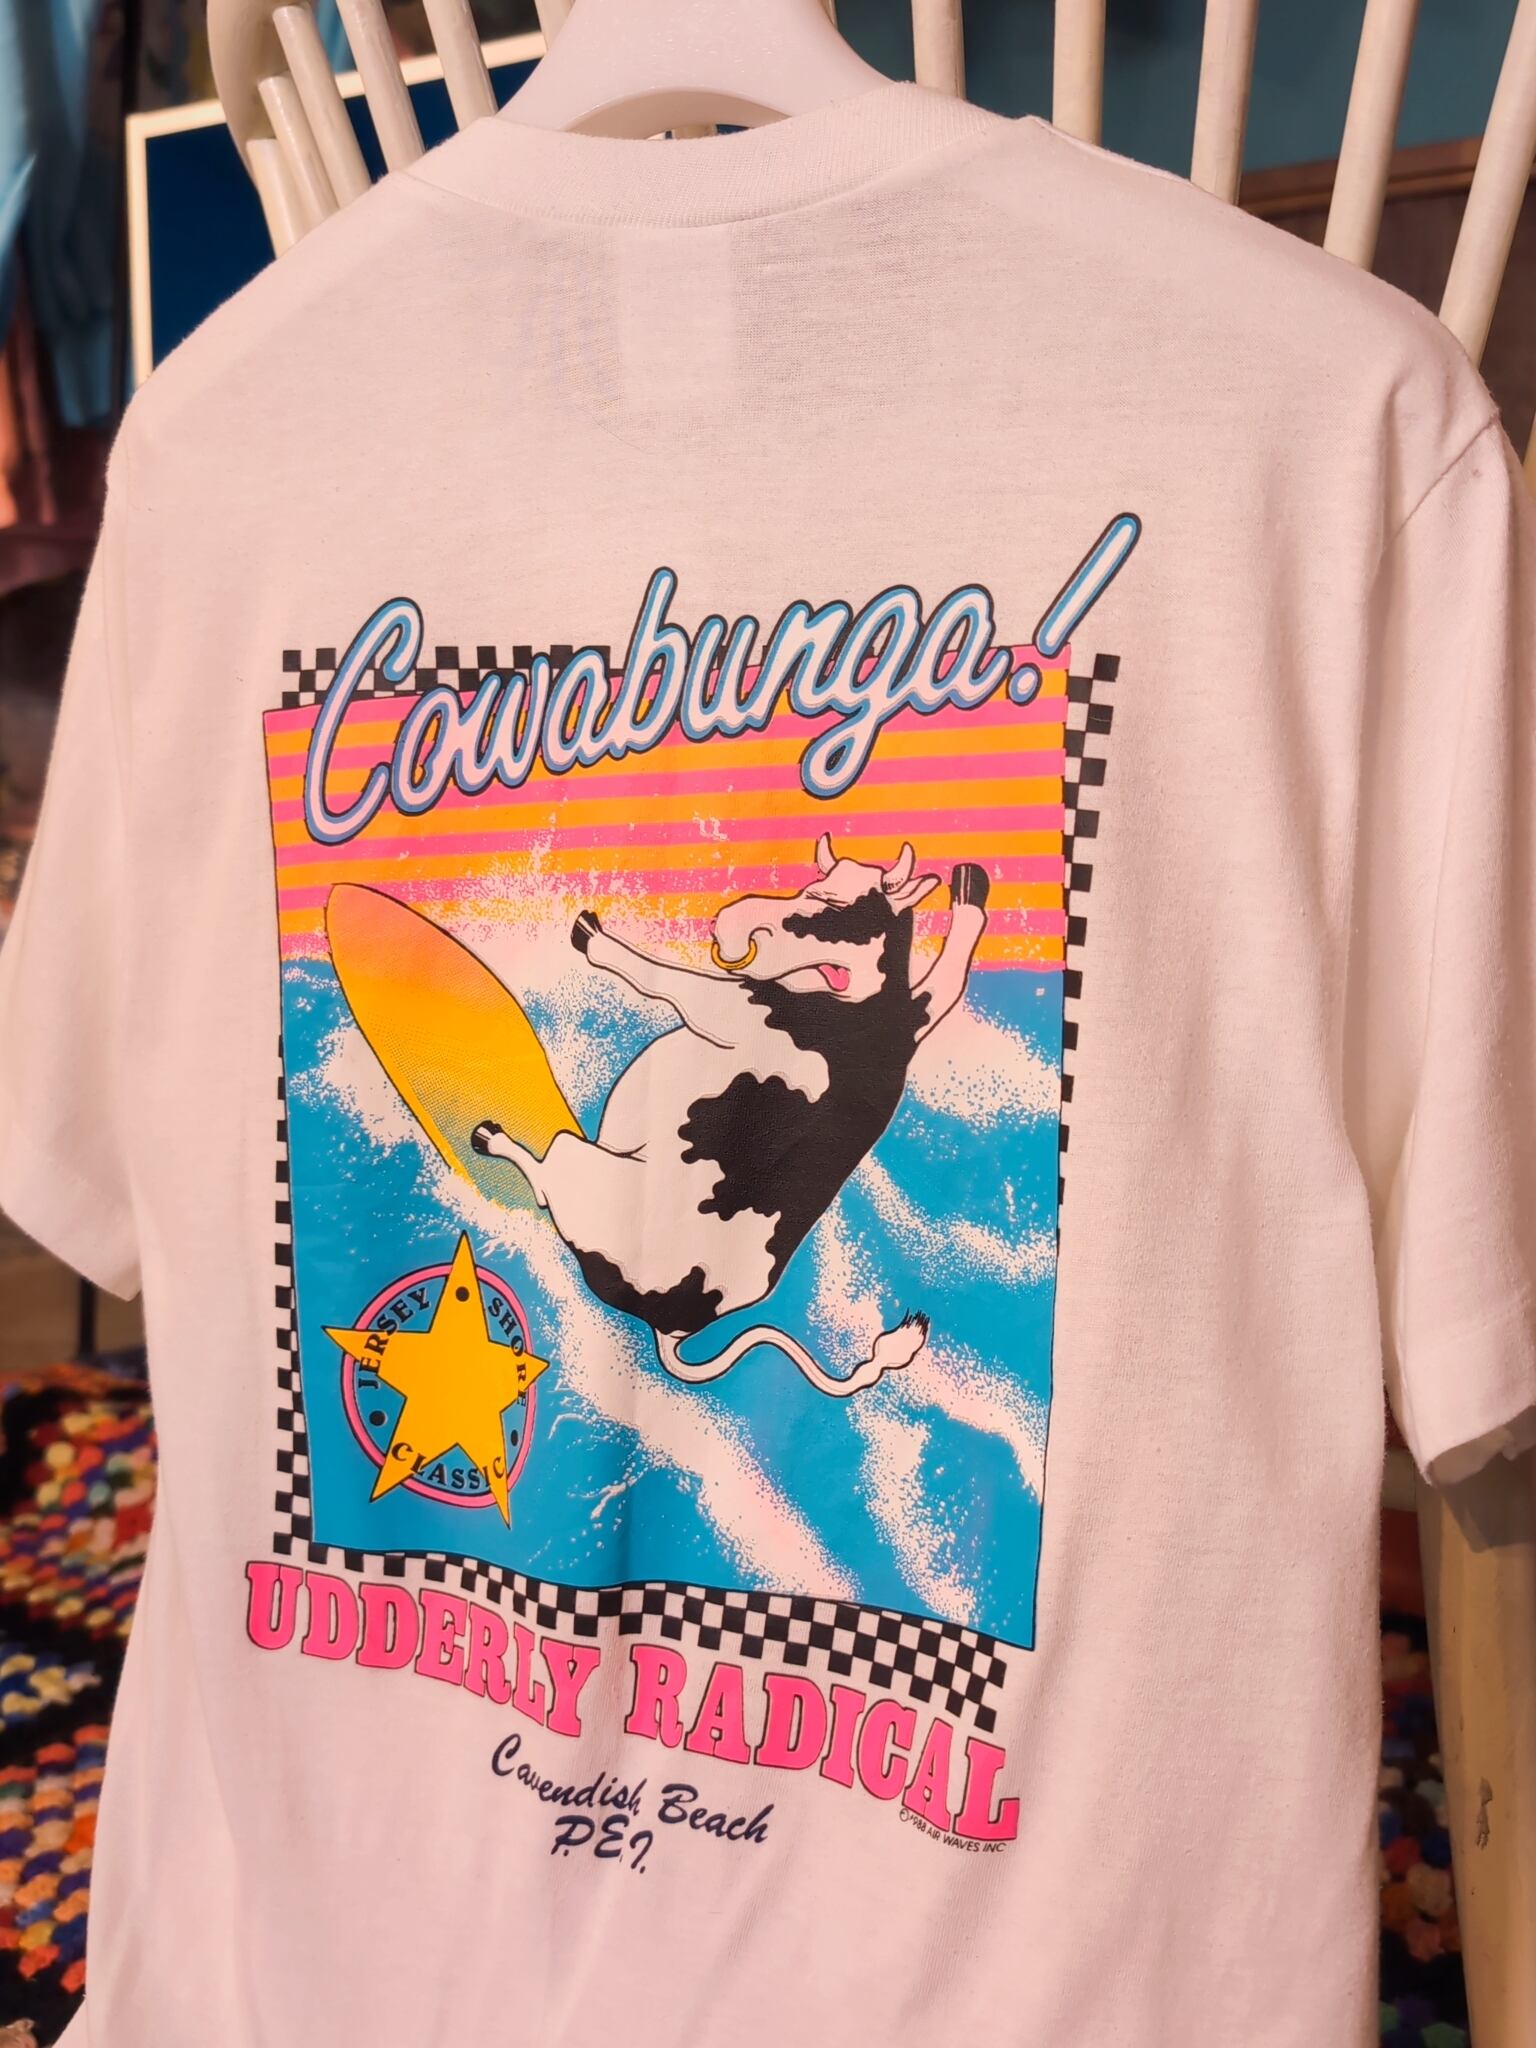 Cowabunga!
JERSEY • SHORE • CLASSIC •
UDDERLY RADICAL
Cavendish Beach
P.E.I.
©1988 AIR WAVES INC